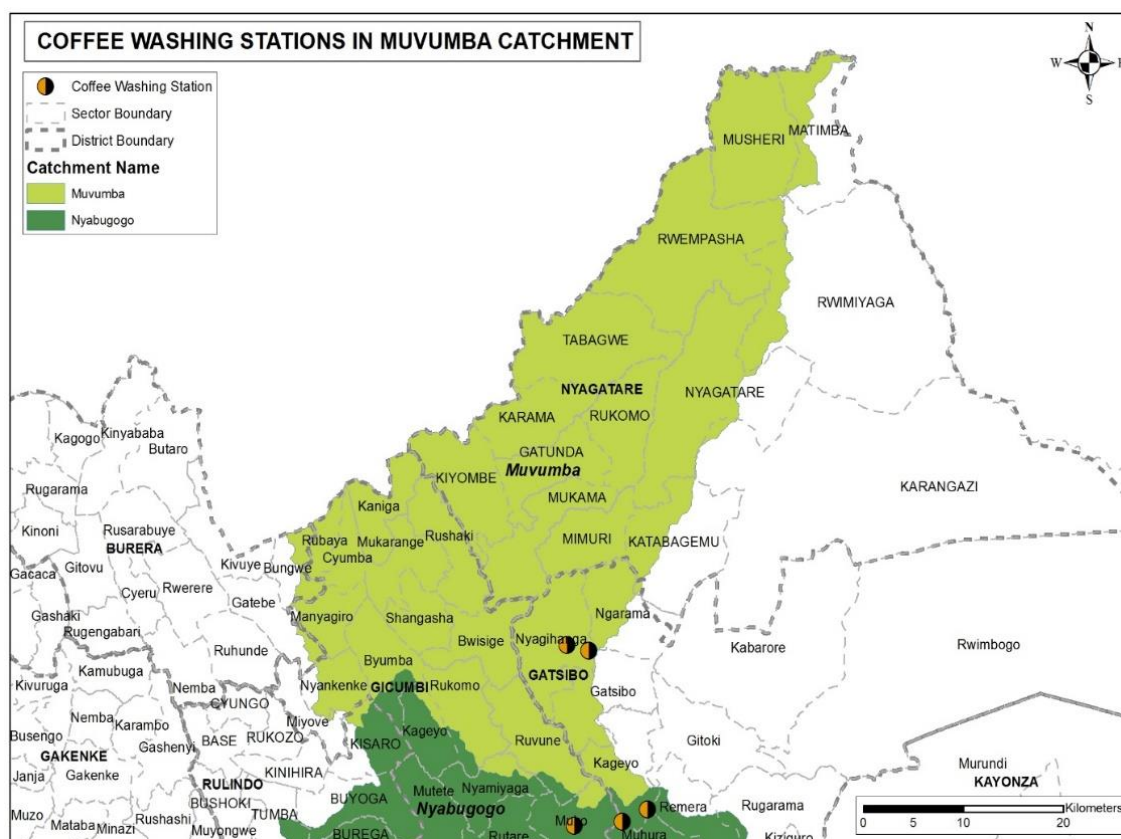 COFFEE WASHING STATIONS IN MUVUMBA CATCHMENT
N
W E
S
Coffee Washing Station
Sector Boundary
District Boundary
Catchment Name
Muvumba
Nyabugogo
MUSHERI
MATIMBA
RWEMPASHA
RWIMIYAGA
TABAGWE
NYAGATARE
NYAGATARE
KARAMA
RUKOMO
GATUNDA
Muvumba
KIYOMBE
MUKAMA
KARANGAZI
MIMURI
KATABAGEMU
Kagogo
Kinyababa
Butaro
Rugarama
Kinoni
Rusarabuye
BURERA
Kivuye
Bungwe
Gitovu
Gacaca
Cyeru
Rwerere
Gatebe
Gashaki
Rugengabari
Ruhunde
Kaniga
Rubaya
Mukarange
Rushaki
Cyumba
Manyagiro
Shangasha
Bwisige
Nyagihanga
Ngarama
Kabarore
Rwimbogo
Byumba
GATSIBO
Nyankenke
GICUMBI
Rukomo
Gatsibo
Kivuruga
Kamubuga
Nemba
CYUNGO
Miyove
Nemba
Karambo
BASE
RUKOZO
KISARO
Kageyo
Ruvune
Gitoki
Busengo
Gashenyi
GAKENKE
KINIHIRA
Kageyo
Murundi
KAYONZA
Janja
Gakenke
RULINDO
BUSHOKI
TUMBA
BUYOGA
Mutete
Nyamiyaga
Nyabugogo
Remera
Rugarama
Muzo
Mataba
Minazi
Rushashi
Muyongwe
BUREGA
Rutare
Muhura
Kiziguro
0 5 10 20
Kilometers